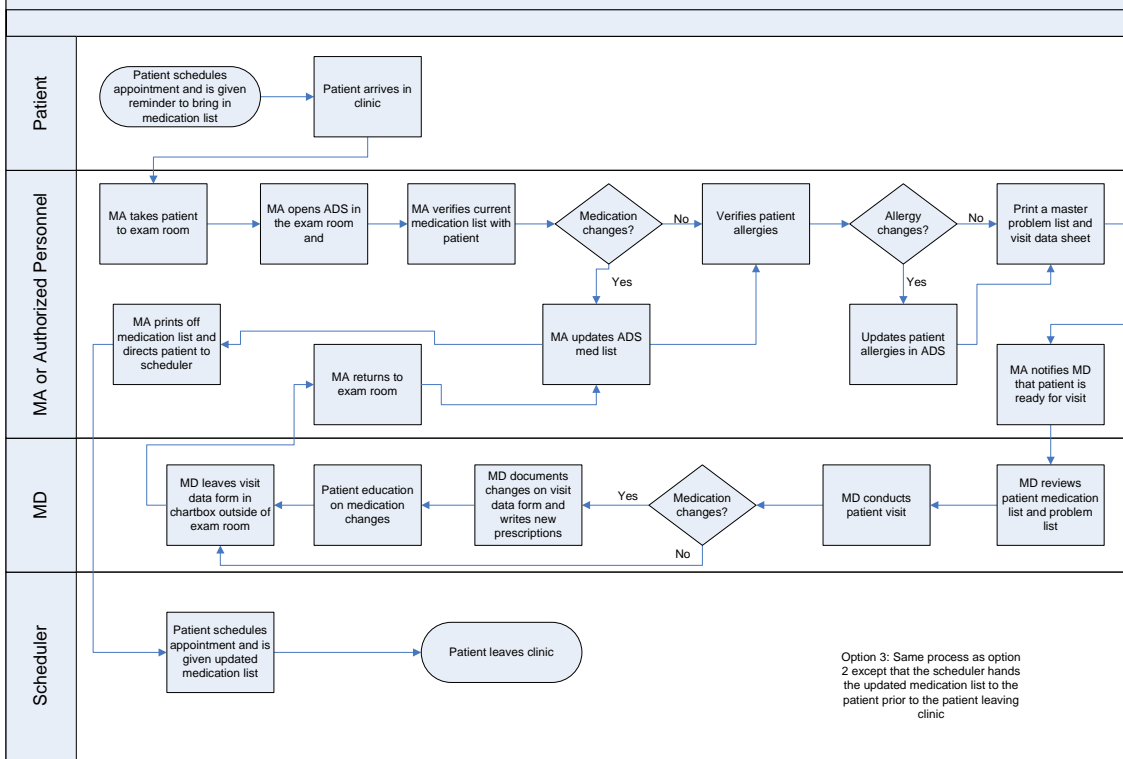 Patient
Patient schedules
appointment and is given
reminder to bring in
medication list
Patient arrives in
clinic
MA or Authorized Personnel
MA takes patient
to exam room
MA opens ADS in
the exam room and
MA verifies current
medication list with
patient
Medication
changes?
No
Yes
Verifies patient
allergies
Allergy
changes?
No
Yes
Print a master
problem list and
visit data sheet
MA prints off
medication list and
directs patient to
scheduler
MA returns to
exam room
MA updates ADS
med list
Updates patient
allergies in ADS
MA notifies MD
that patient is
ready for visit
MD
MD leaves visit
data form in
chartbox outside of
exam room
Patient education
on medication
changes
MD documents
changes on visit
data form and
writes new
prescriptions
Yes
Medication
changes?
No
MD conducts
patient visit
MD reviews
patient medication
list and problem
list
Scheduler
Patient schedules
appointment and is
given updated
medication list
Patient leaves clinic
Option 3: Same process as option
2 except that the scheduler hands
the updated medication list to the
patient prior to the patient leaving
clinic